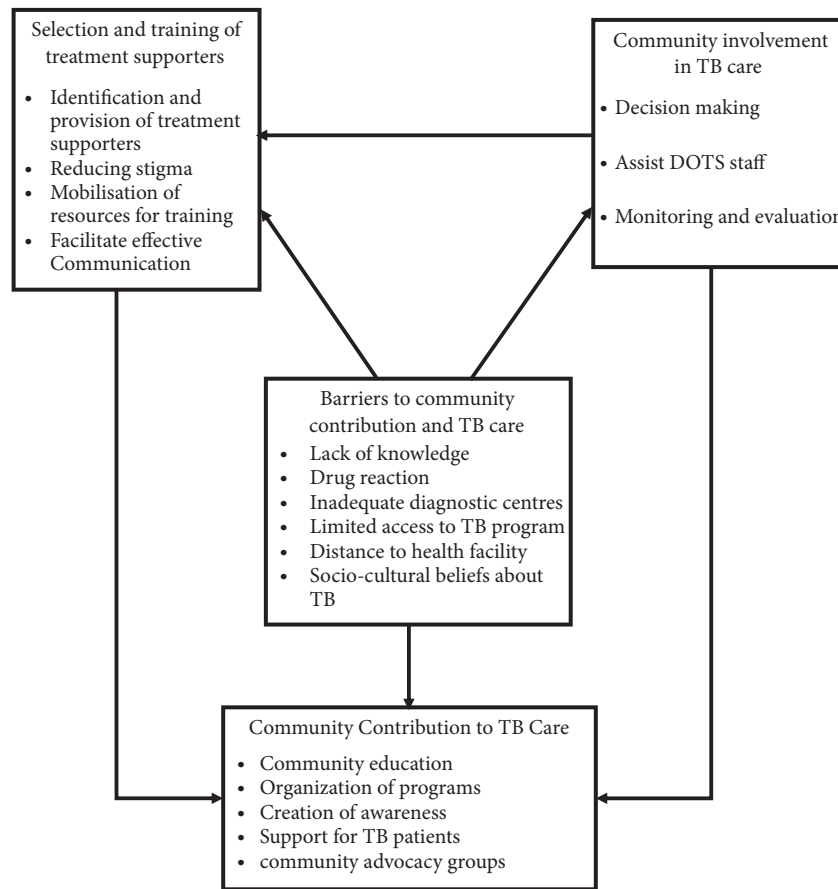 Selection and training of
treatment supporters
• Identification and
provision of treatment
supporters
• Reducing stigma
• Mobilisation of
resources for training
• Facilitate effective
Communication
Community involvement
in TB care
• Decision making
• Assist DOTS staff
• Monitoring and evaluation
Barriers to community
contribution and TB care
• Lack of knowledge
• Drug reaction
• Inadequate diagnostic centres
• Limited access to TB program
• Distance to health facility
• Socio-cultural beliefs about
TB
Community Contribution to TB Care
• Community education
• Organization of programs
• Creation of awareness
• Support for TB patients
• community advocacy groups